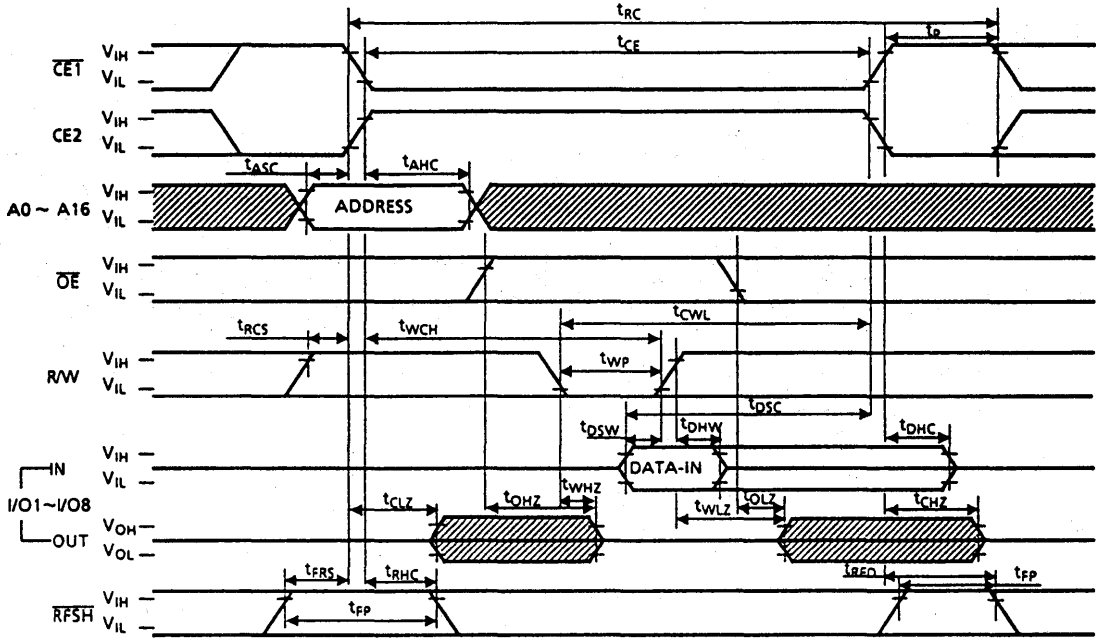 tRC
tP
CE1 VIH VIL
tCE
CE2 VIH VIL
tASC tAHC
A0 ~ A16 VIH VIL ADDRESS
OE VIH VIL
tRCS tWCH tCWL
R/W VIH VIL tWP
tDSC
tDSW tDHW tDHC
IN VIH VIL DATA-IN
I/O1~I/O8
tCLZ tOHZ tWHZ tWLZ tOLZ tCHZ
OUT VOH VOL
tFRS tRHC tRFD tFP
RFSH VIH VIL tFP